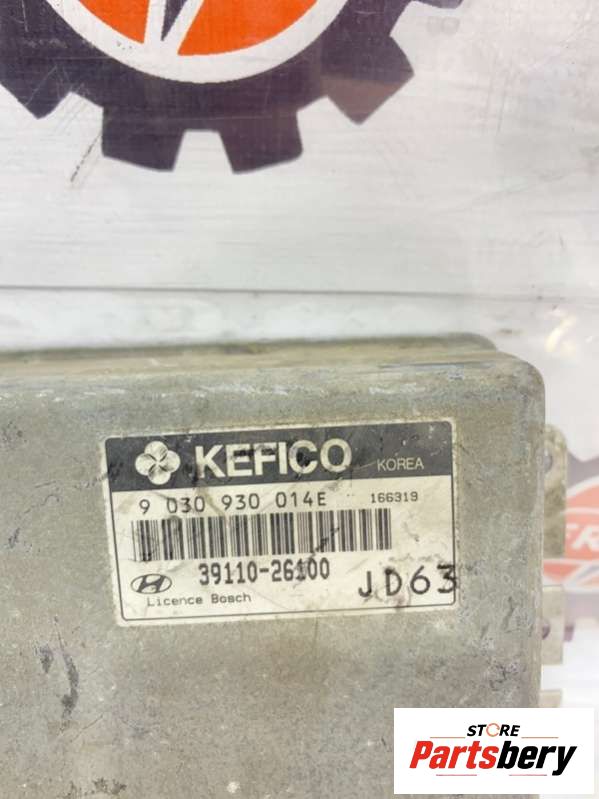 KEFICO KOREA
9 030 930 014E 166319
39110-26100
Licence Bosch JD63
STORE
Partsbery